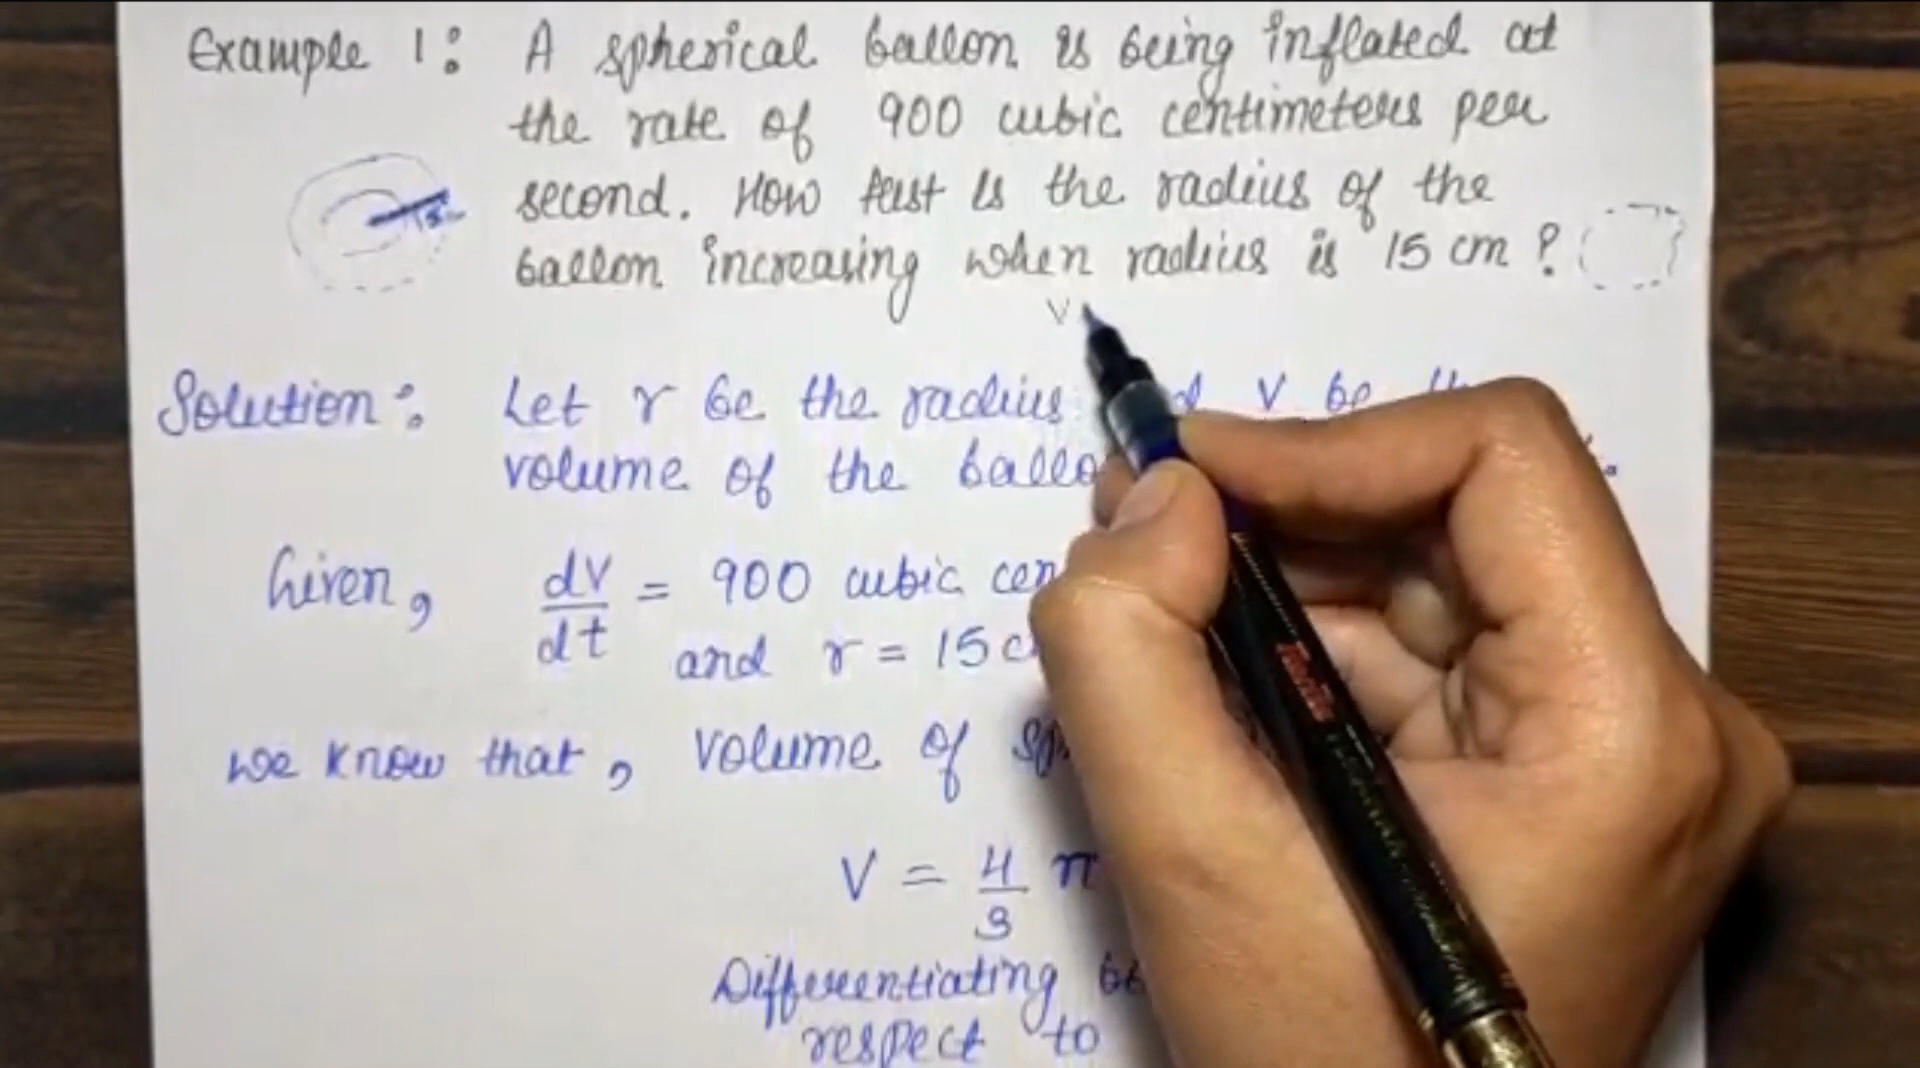 Example 1: A spherical ballon is being inflated at
the rate of 900 cubic centimeters per
second. How fast is the radius of the
ballon increasing when radius is 15 cm ?
15
V
Solution: Let r be the radius V be
volume of the
Given, dV/dt = 900 cubic
and r = 15
we know that, volume of
V = 4/3 π
Differentiating
respect to